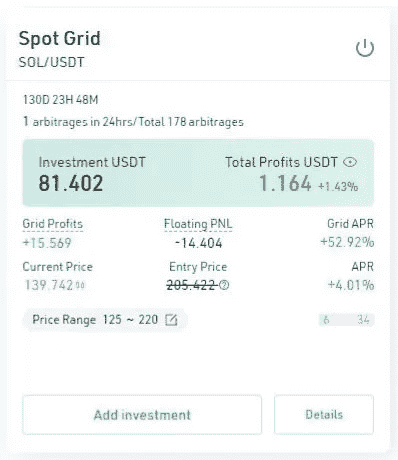 Spot Grid
SOL/USDT
130D 23H 48M
1 arbitrages in 24hrs/Total 178 arbitrages
Investment USDT Total Profits USDT
81.402 1.164 +1.43%
Grid Profits Floating PNL Grid APR
+15.569 -14.404 +52.92%
Current Price Entry Price APR
139.742 205.422 +4.01%
Price Range 125 ~ 220 6 34
Add investment Details